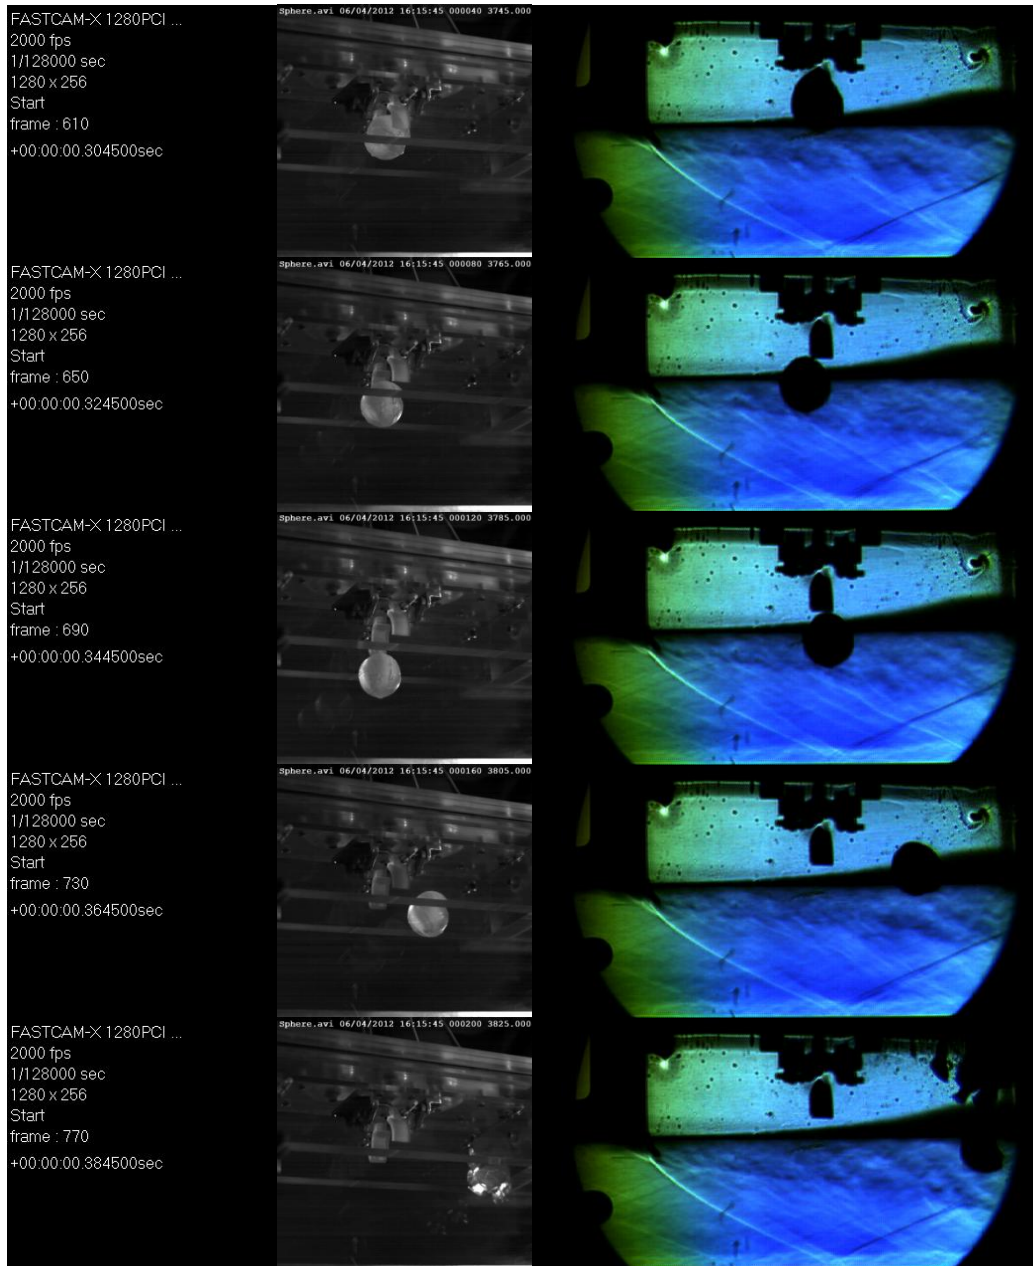 FASTCAM-X 1280PCI ...
2000 fps
1/128000 sec
1280 x 256
Start
frame : 610
+00:00:00.304500sec
Sphere.avi 06/04/2012 16:15:45 000040 3745.000
FASTCAM-X 1280PCI ...
2000 fps
1/128000 sec
1280 x 256
Start
frame : 650
+00:00:00.324500sec
Sphere.avi 06/04/2012 16:15:45 000080 3765.000
FASTCAM-X 1280PCI ...
2000 fps
1/128000 sec
1280 x 256
Start
frame : 690
+00:00:00.344500sec
Sphere.avi 06/04/2012 16:15:45 000120 3785.000
FASTCAM-X 1280PCI ...
2000 fps
1/128000 sec
1280 x 256
Start
frame : 730
+00:00:00.364500sec
Sphere.avi 06/04/2012 16:15:45 000160 3805.000
FASTCAM-X 1280PCI ...
2000 fps
1/128000 sec
1280 x 256
Start
frame : 770
+00:00:00.384500sec
Sphere.avi 06/04/2012 16:15:45 000200 3825.000